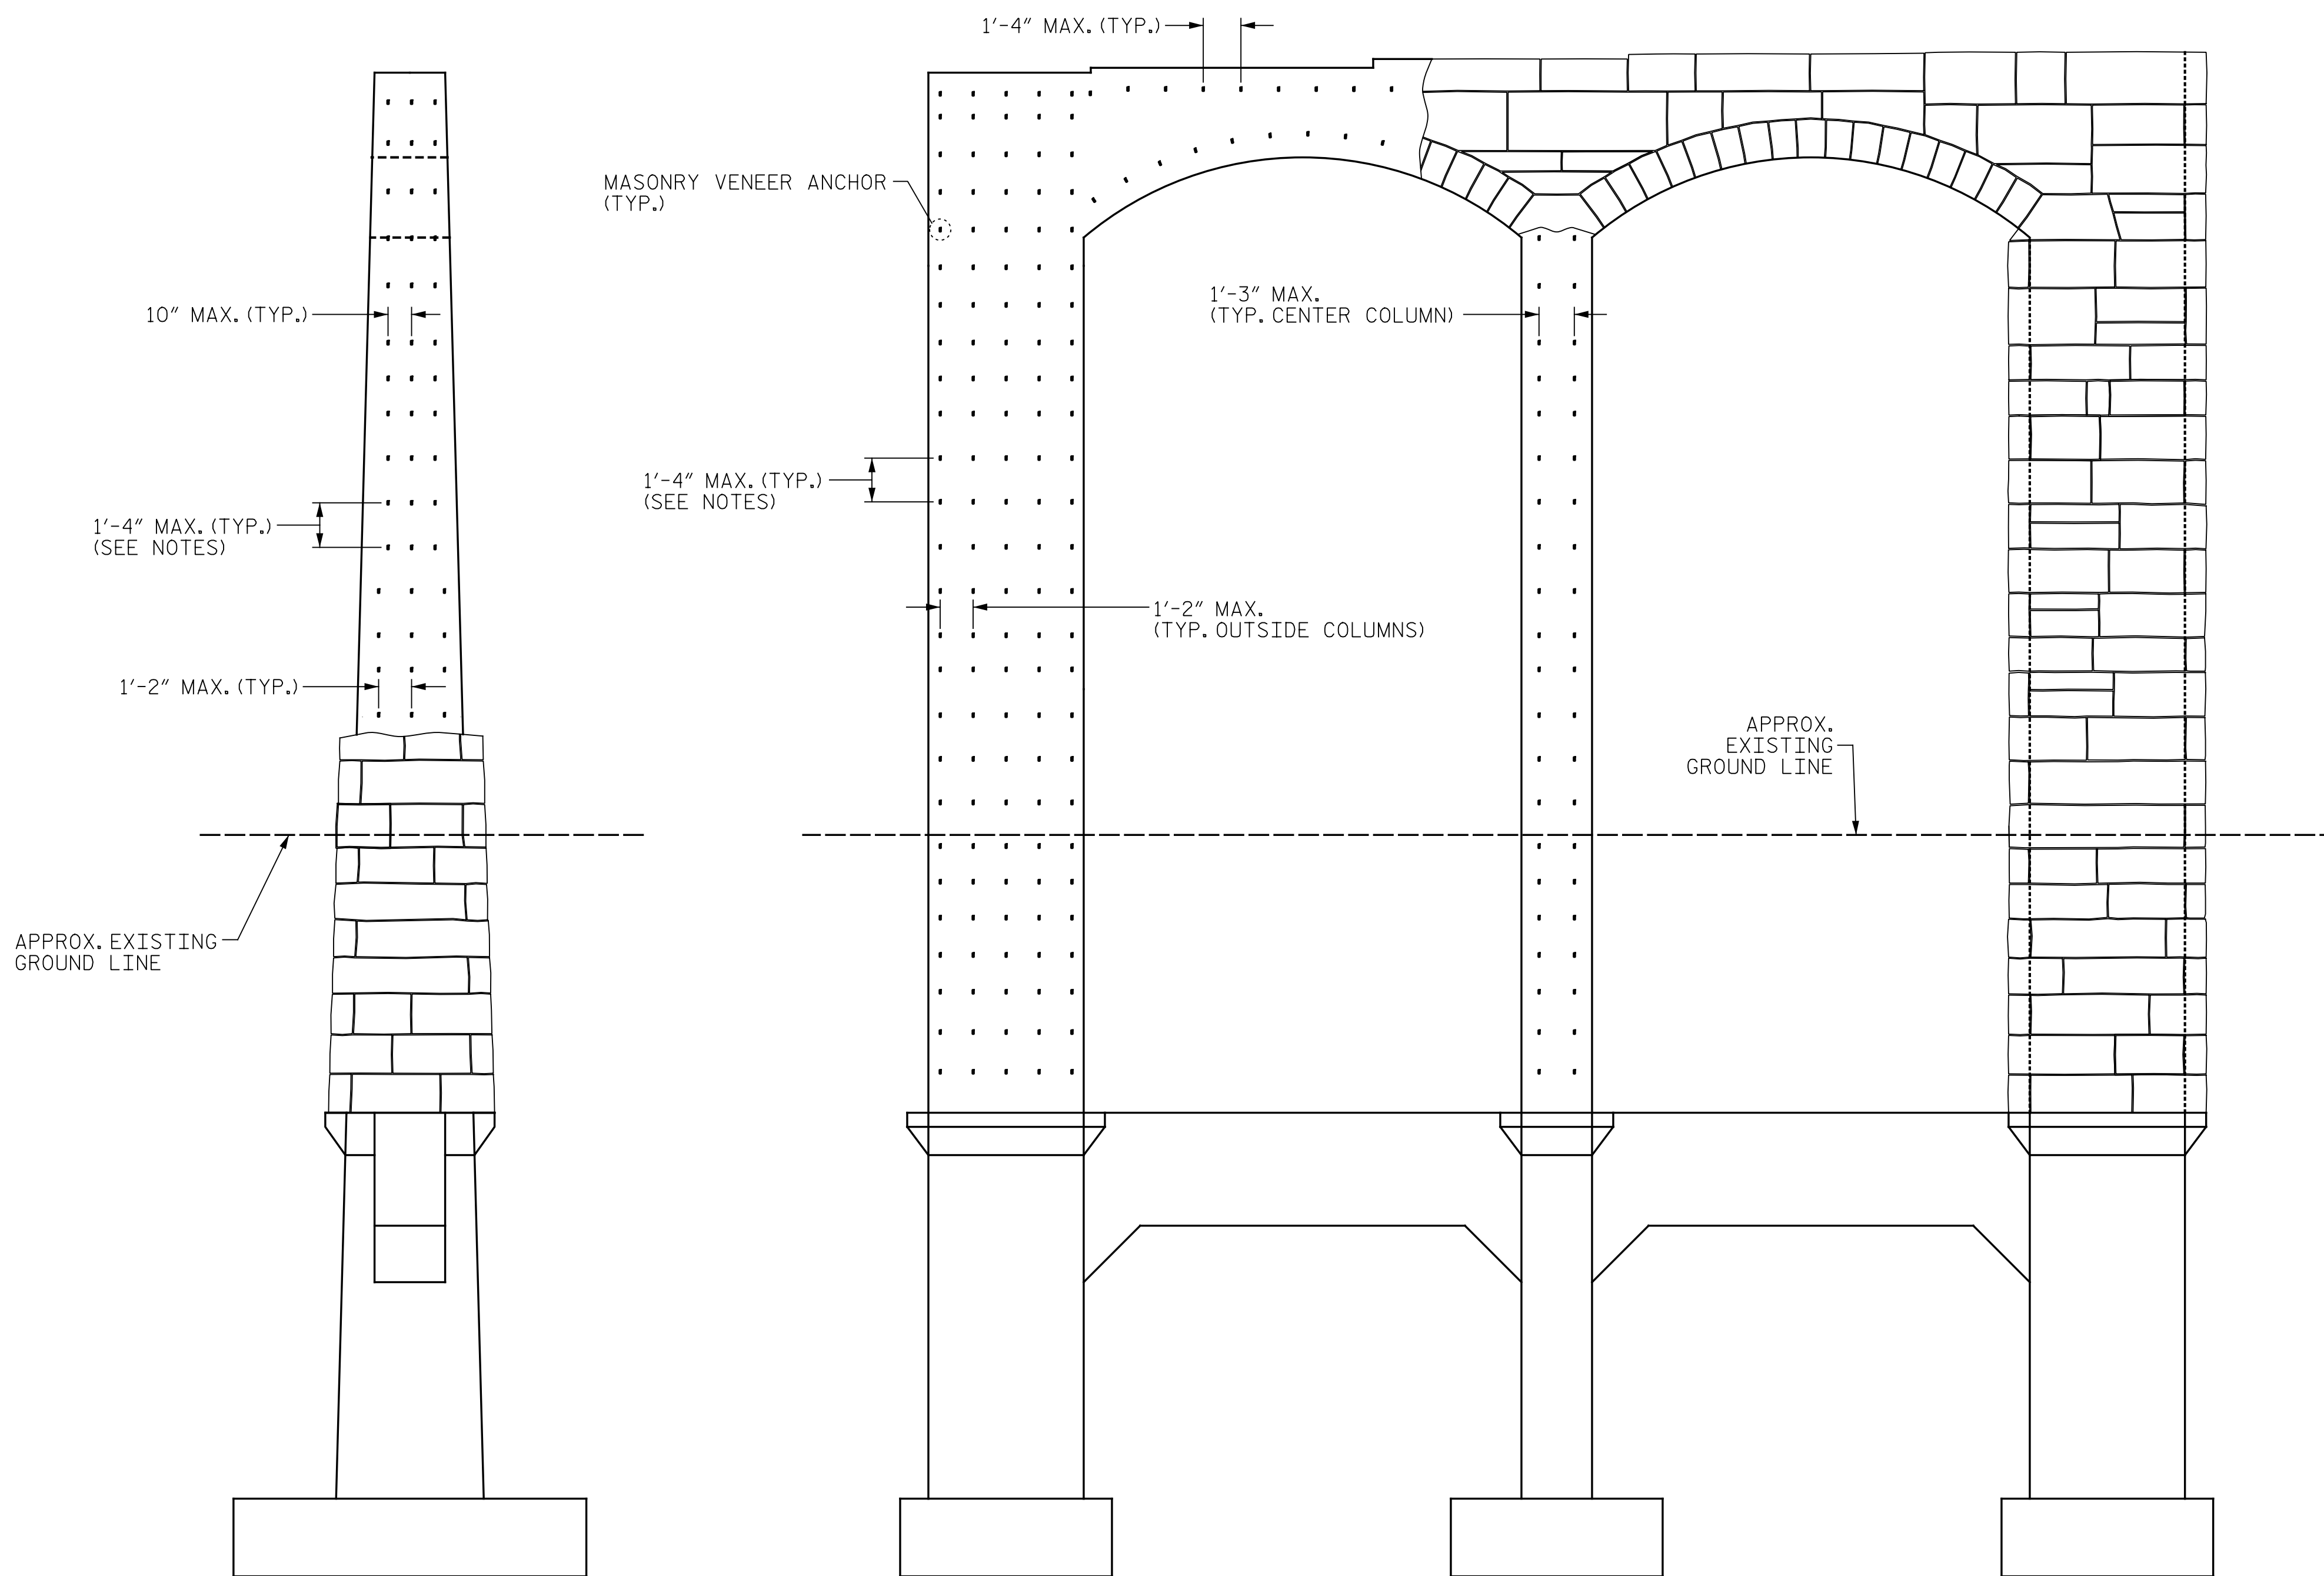 1'-4" MAX. (TYP.)
MASONRY VENEER ANCHOR
(TYP.)
10" MAX. (TYP.)
1'-3" MAX.
(TYP. CENTER COLUMN)
1'-4" MAX. (TYP.)
(SEE NOTES)
1'-4" MAX. (TYP.)
(SEE NOTES)
1'-2" MAX.
(TYP. OUTSIDE COLUMNS)
1'-2" MAX. (TYP.)
APPROX.
EXISTING
GROUND LINE
APPROX. EXISTING
GROUND LINE